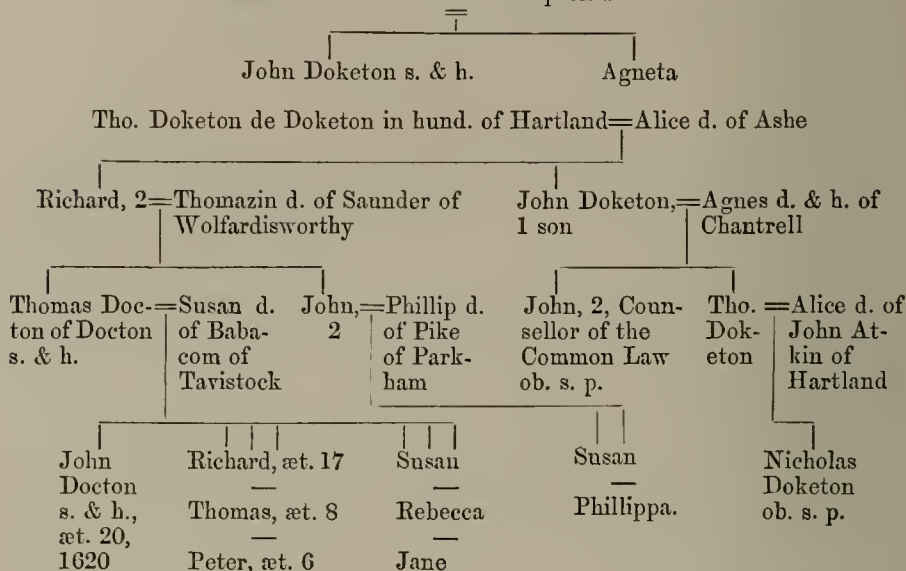 John Doketon s. & h. Agneta
Tho. Doketon de Doketon in hund. of Hartland=Alice d. of Ashe
Richard, 2=Thomazin d. of Saunder of
Wolfardisworthy
John Doketon,=Agnes d. & h. of
1 son Chantrell
Thomas Doc-=Susan d.
ton of Docton of Baba-
s. & h. com of
Tavistock
John,=Phillip d.
2 of Pike
of Park-
ham
John, 2, Coun-
sellor of the
Common Law
ob. s. p.
Tho. =Alice d. of
Dok- John At-
eton kin of
Hartland
John
Docton
s. & h.,
æt. 20,
1620
Richard, æt. 17
—
Thomas, æt. 8
—
Peter, æt. 6
Susan
—
Rebecca
—
Jane
Susan
—
Phillippa.
Nicholas
Doketon
ob. s. p.